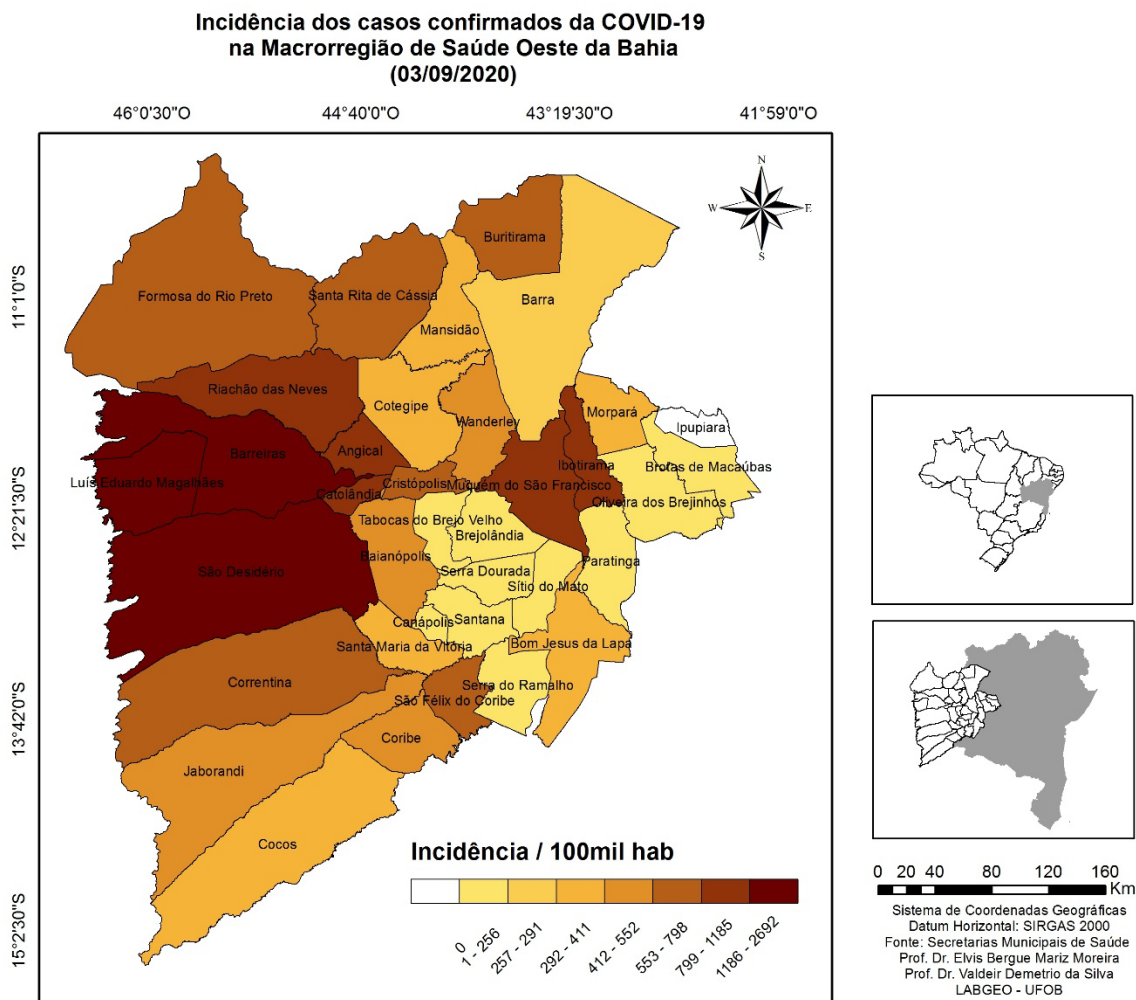 Incidência dos casos confirmados da COVID-19
na Macrorregião de Saúde Oeste da Bahia
(03/09/2020)
46°0'30"O
44°40'0"O
43°19'30"O
41°59'0"O
11°1'0"S
12°21'30"S
13°42'0"S
15°2'30"S
N
W
E
S
Buritirama
Formosa do Rio Preto
Santa Rita de Cássia
Barra
Mansidão
Riachão das Neves
Cotegipe
Wanderley
Morpará
Ipupiara
Barreiras
Angical
Ibotirama
Brotas de Macaúbas
Luís Eduardo Magalhães
Catolândia
Cristópolis
Muquém do São Francisco
Oliveira dos Brejinhos
Tabocas do Brejo Velho
Brejolândia
Baianópolis
Paratinga
São Desidério
Serra Dourada
Sítio do Mato
Canápolis
Santana
Santa Maria da Vitória
Bom Jesus da Lapa
Correntina
Serra do Ramalho
São Félix do Coribe
Coribe
Jaborandi
Cocos
Incidência / 100mil hab
0
1 - 256
257 - 291
292 - 411
412 - 552
553 - 798
799 - 1185
1186 - 2692
0 20 40 80 120 160
Km
Sistema de Coordenadas Geográficas
Datum Horizontal: SIRGAS 2000
Fonte: Secretarias Municipais de Saúde
Prof. Dr. Elvis Bergue Mariz Moreira
Prof. Dr. Valdeir Demetrio da Silva
LABGEO - UFOB